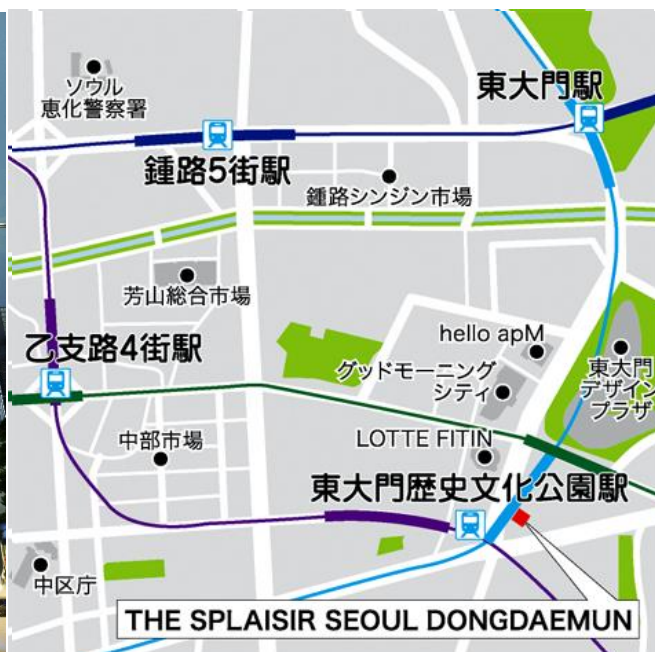 ソウル
恵化警察署
東大門駅
鍾路5街駅
鍾路シンジン市場
芳山総合市場
乙支路4街駅
hello apM
グッドモーニング
シティ
東大門
デザイン
プラザ
中部市場
LOTTE FITIN
東大門歴史文化公園駅
中区庁
THE SPLAISIR SEOUL DONGDAEMUN